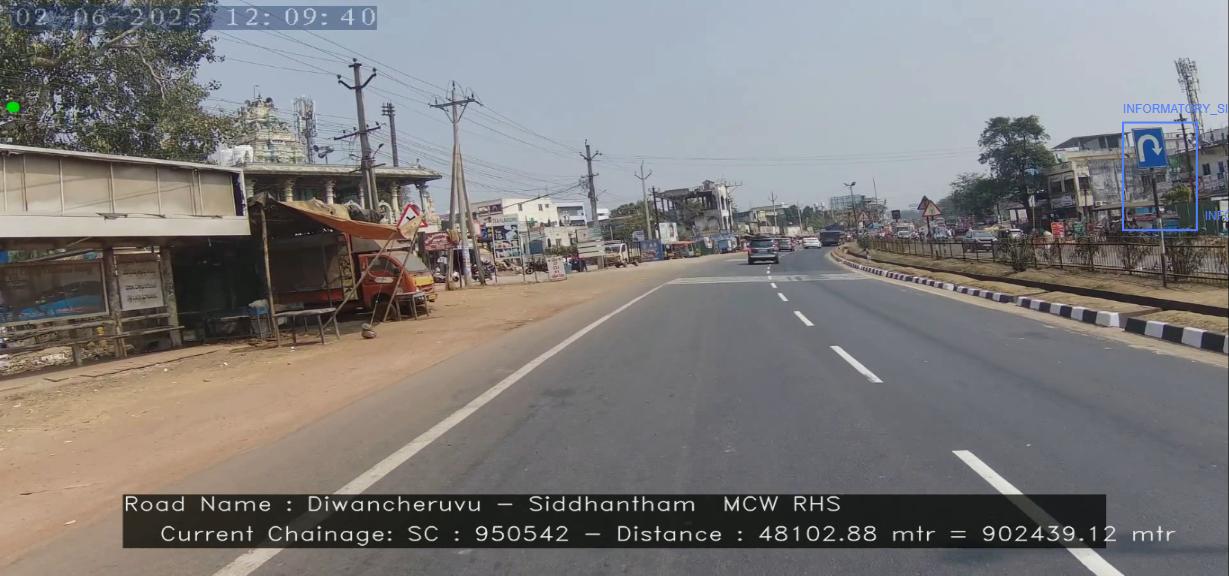 02-06-2025 12:09:40
INFORMATORY_SI
INF
Road Name : Diwancheruvu - Siddhantham MCW RHS
Current Chainage: SC : 950542 - Distance : 48102.88 mtr = 902439.12 mtr